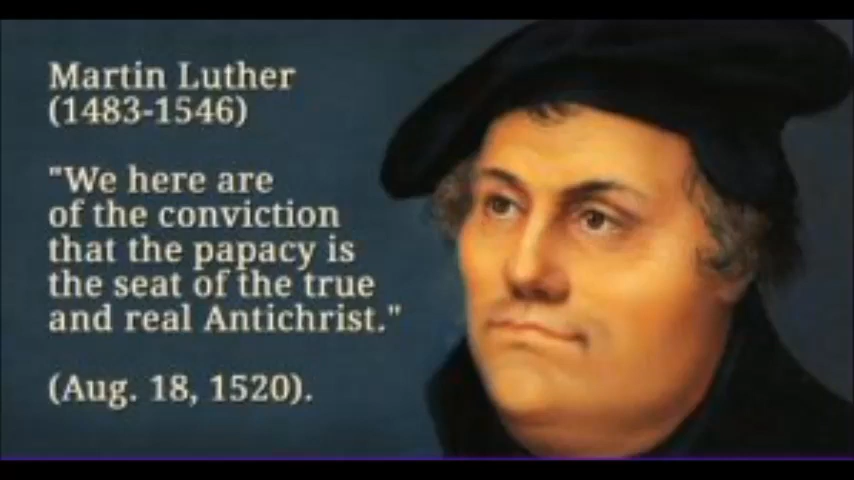 Martin Luther
(1483-1546)
"We here are
of the conviction
that the papacy is
the seat of the true
and real Antichrist."
(Aug. 18, 1520).